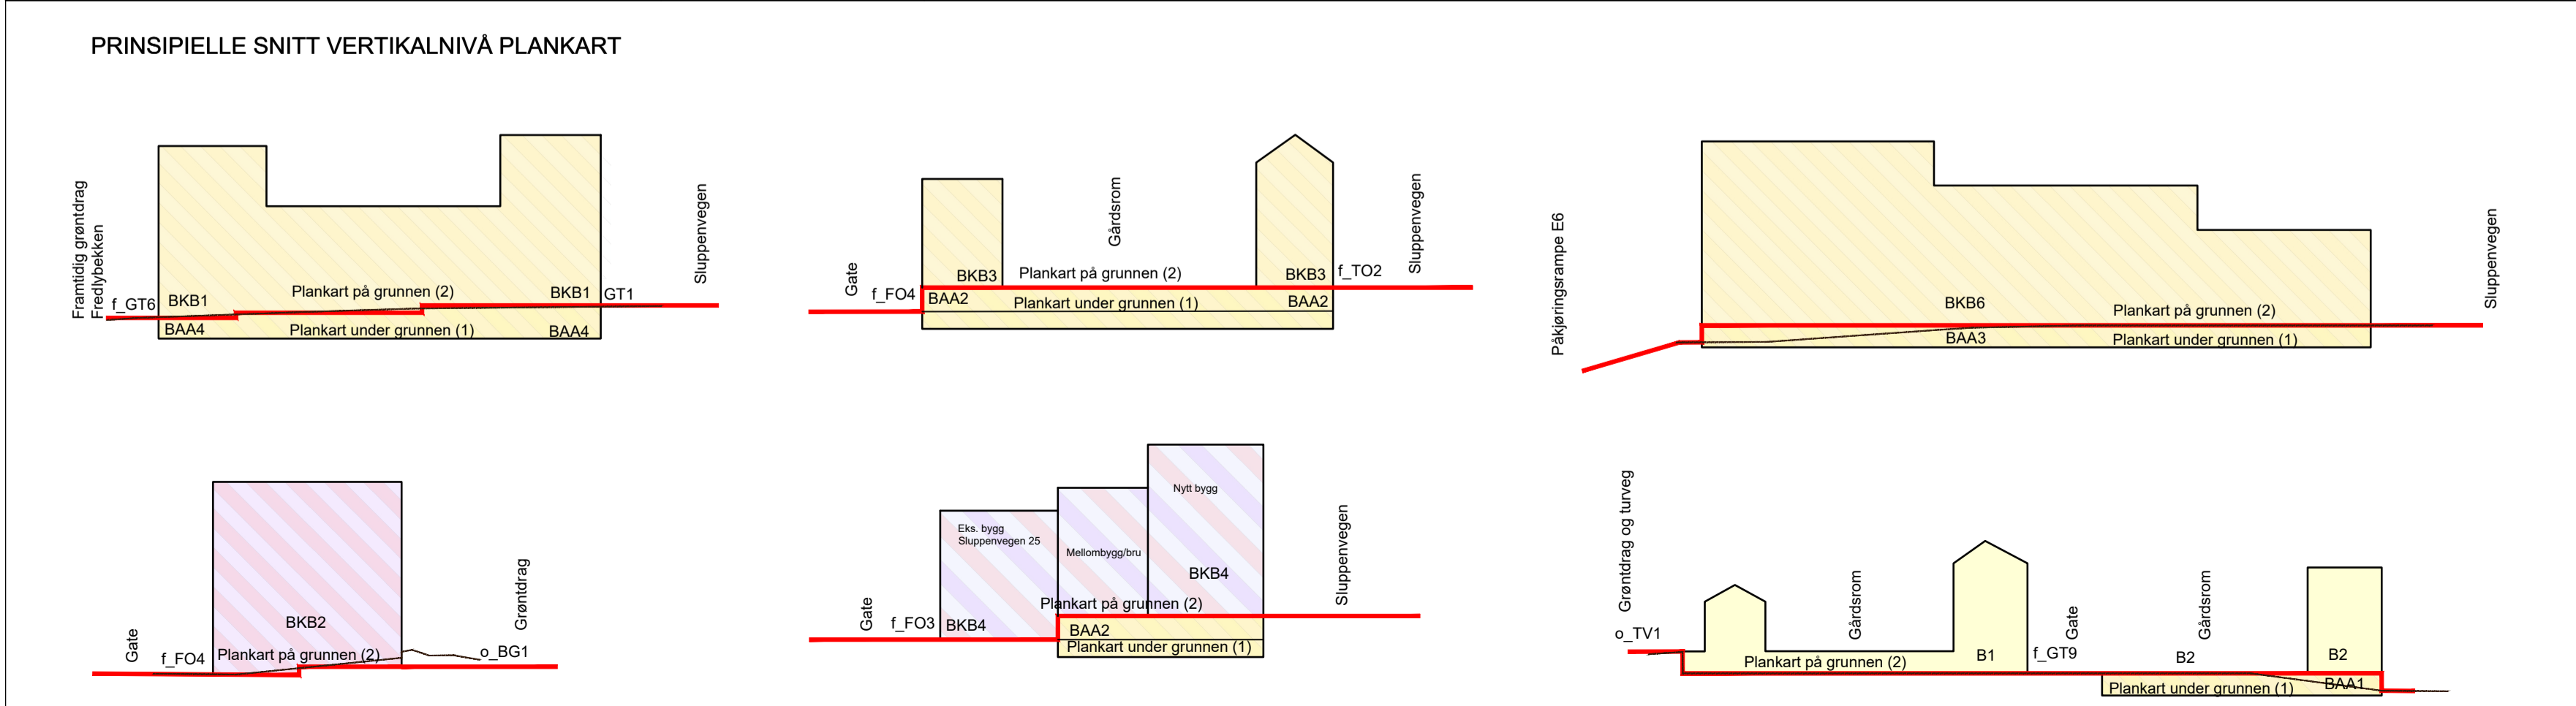 PRINSIPIELLE SNITT VERTIKALNIVÅ PLANKART
Framtidig grøntdrag
Fredlybekken
f_GT6
BKB1
Plankart på grunnen (2)
BKB1
GT1
Sluppenvegen
BAA4
Plankart under grunnen (1)
BAA4
Gate
f_FO4
BKB3
Plankart på grunnen (2)
Gårdsrom
BKB3
f_TO2
Sluppenvegen
BAA2
Plankart under grunnen (1)
BAA2
Påkjøringsrampe E6
BKB6
Plankart på grunnen (2)
BAA3
Plankart under grunnen (1)
Sluppenvegen
Gate
f_FO4
BKB2
Plankart på grunnen (2)
o_BG1
Grøntdrag
Gate
f_FO3
Eks. bygg
Sluppenvegen 25
Mellombygg/bru
Nytt bygg
BKB4
Plankart på grunnen (2)
BKB4
BAA2
Plankart under grunnen (1)
Sluppenvegen
Grøntdrag og turveg
o_TV1
Gårdsrom
Plankart på grunnen (2)
B1
f_GT9
Gate
B2
Gårdsrom
B2
Plankart under grunnen (1)
BAA1